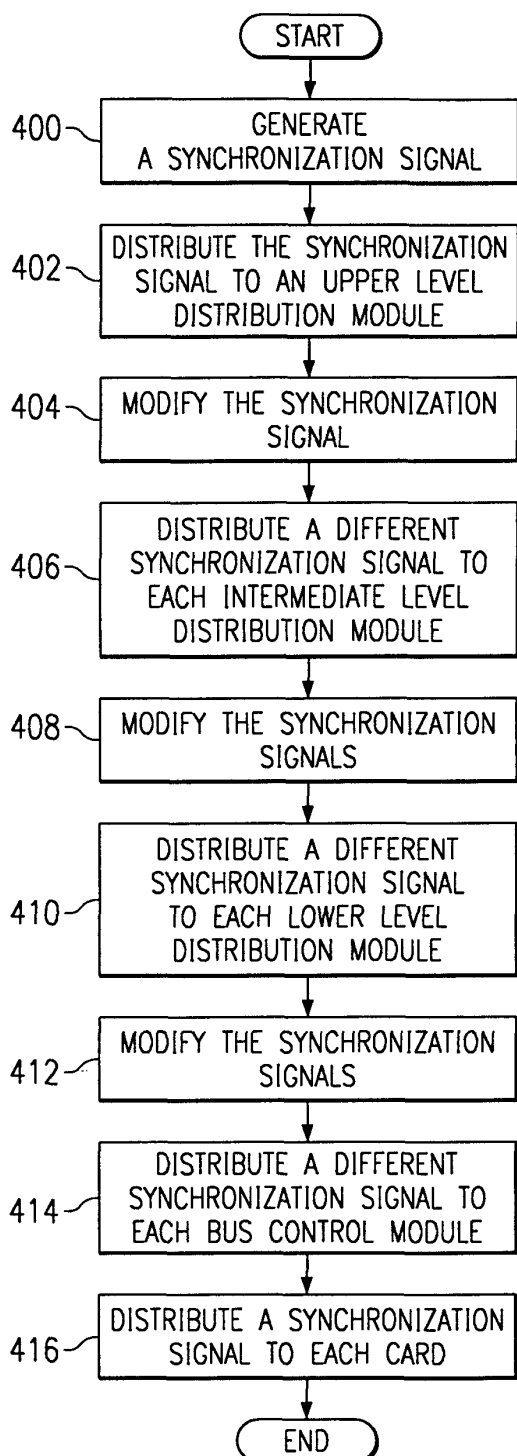 START
400
GENERATE
A SYNCHRONIZATION SIGNAL
402
DISTRIBUTE THE SYNCHRONIZATION
SIGNAL TO AN UPPER LEVEL
DISTRIBUTION MODULE
404
MODIFY THE SYNCHRONIZATION
SIGNAL
406
DISTRIBUTE A DIFFERENT
SYNCHRONIZATION SIGNAL TO
EACH INTERMEDIATE LEVEL
DISTRIBUTION MODULE
408
MODIFY THE SYNCHRONIZATION
SIGNALS
410
DISTRIBUTE A DIFFERENT
SYNCHRONIZATION SIGNAL
TO EACH LOWER LEVEL
DISTRIBUTION MODULE
412
MODIFY THE SYNCHRONIZATION
SIGNALS
414
DISTRIBUTE A DIFFERENT
SYNCHRONIZATION SIGNAL TO
EACH BUS CONTROL MODULE
416
DISTRIBUTE A SYNCHRONIZATION
SIGNAL TO EACH CARD
END